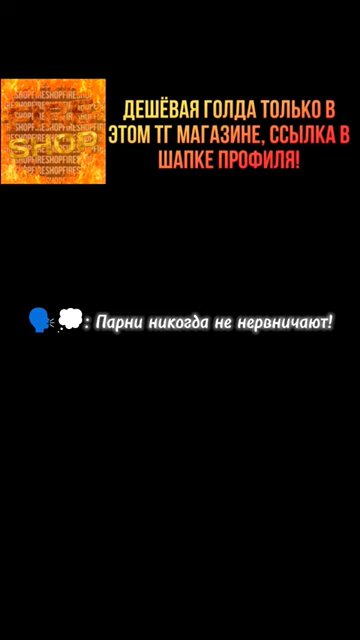 ДЕШЁВАЯ ГОЛДА ТОЛЬКО В
ЭТОМ ТГ МАГАЗИНЕ, ССЫЛКА В
ШАПКЕ ПРОФИЛЯ!
SHOP
: Парни никогда не нервничают!